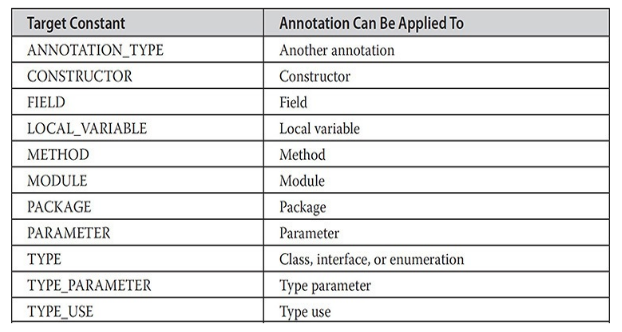 Target Constant Annotation Can Be Applied To
ANNOTATION_TYPE Another annotation
CONSTRUCTOR Constructor
FIELD Field
LOCAL_VARIABLE Local variable
METHOD Method
MODULE Module
PACKAGE Package
PARAMETER Parameter
TYPE Class, interface, or enumeration
TYPE_PARAMETER Type parameter
TYPE_USE Type use